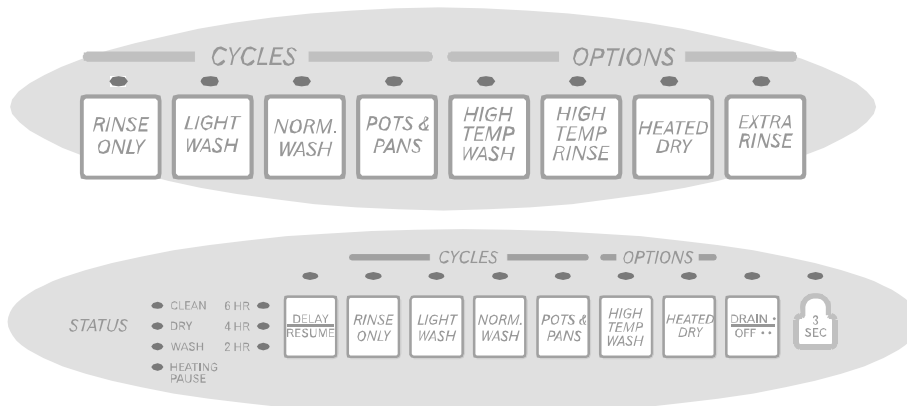 CYCLES OPTIONS
RINSE ONLY
LIGHT WASH
NORM. WASH
POTS & PANS
HIGH TEMP WASH
HIGH TEMP RINSE
HEATED DRY
EXTRA RINSE
CYCLES OPTIONS
STATUS
CLEAN 6 HR
DRY 4 HR
WASH 2 HR
HEATING
PAUSE
DELAY
RESUME
RINSE
ONLY
LIGHT
WASH
NORM.
WASH
POTS &
PANS
HIGH
TEMP
WASH
HEATED
DRY
DRAIN •
OFF • •
3
SEC